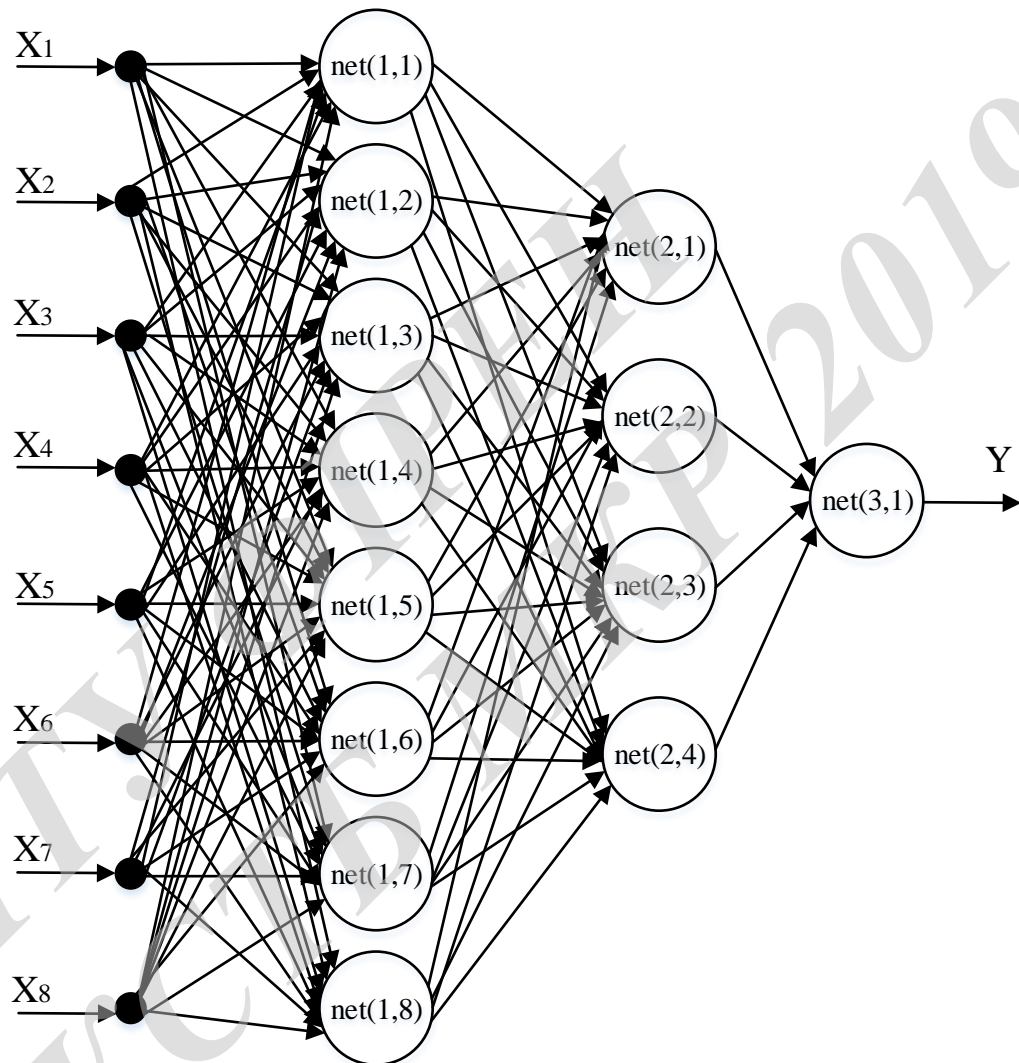 X1
X2
X3
X4
X5
X6
X7
X8
net(1,1)
net(1,2)
net(1,3)
net(1,4)
net(1,5)
net(1,6)
net(1,7)
net(1,8)
net(2,1)
net(2,2)
net(2,3)
net(2,4)
net(3,1)
Y
МКР 2019